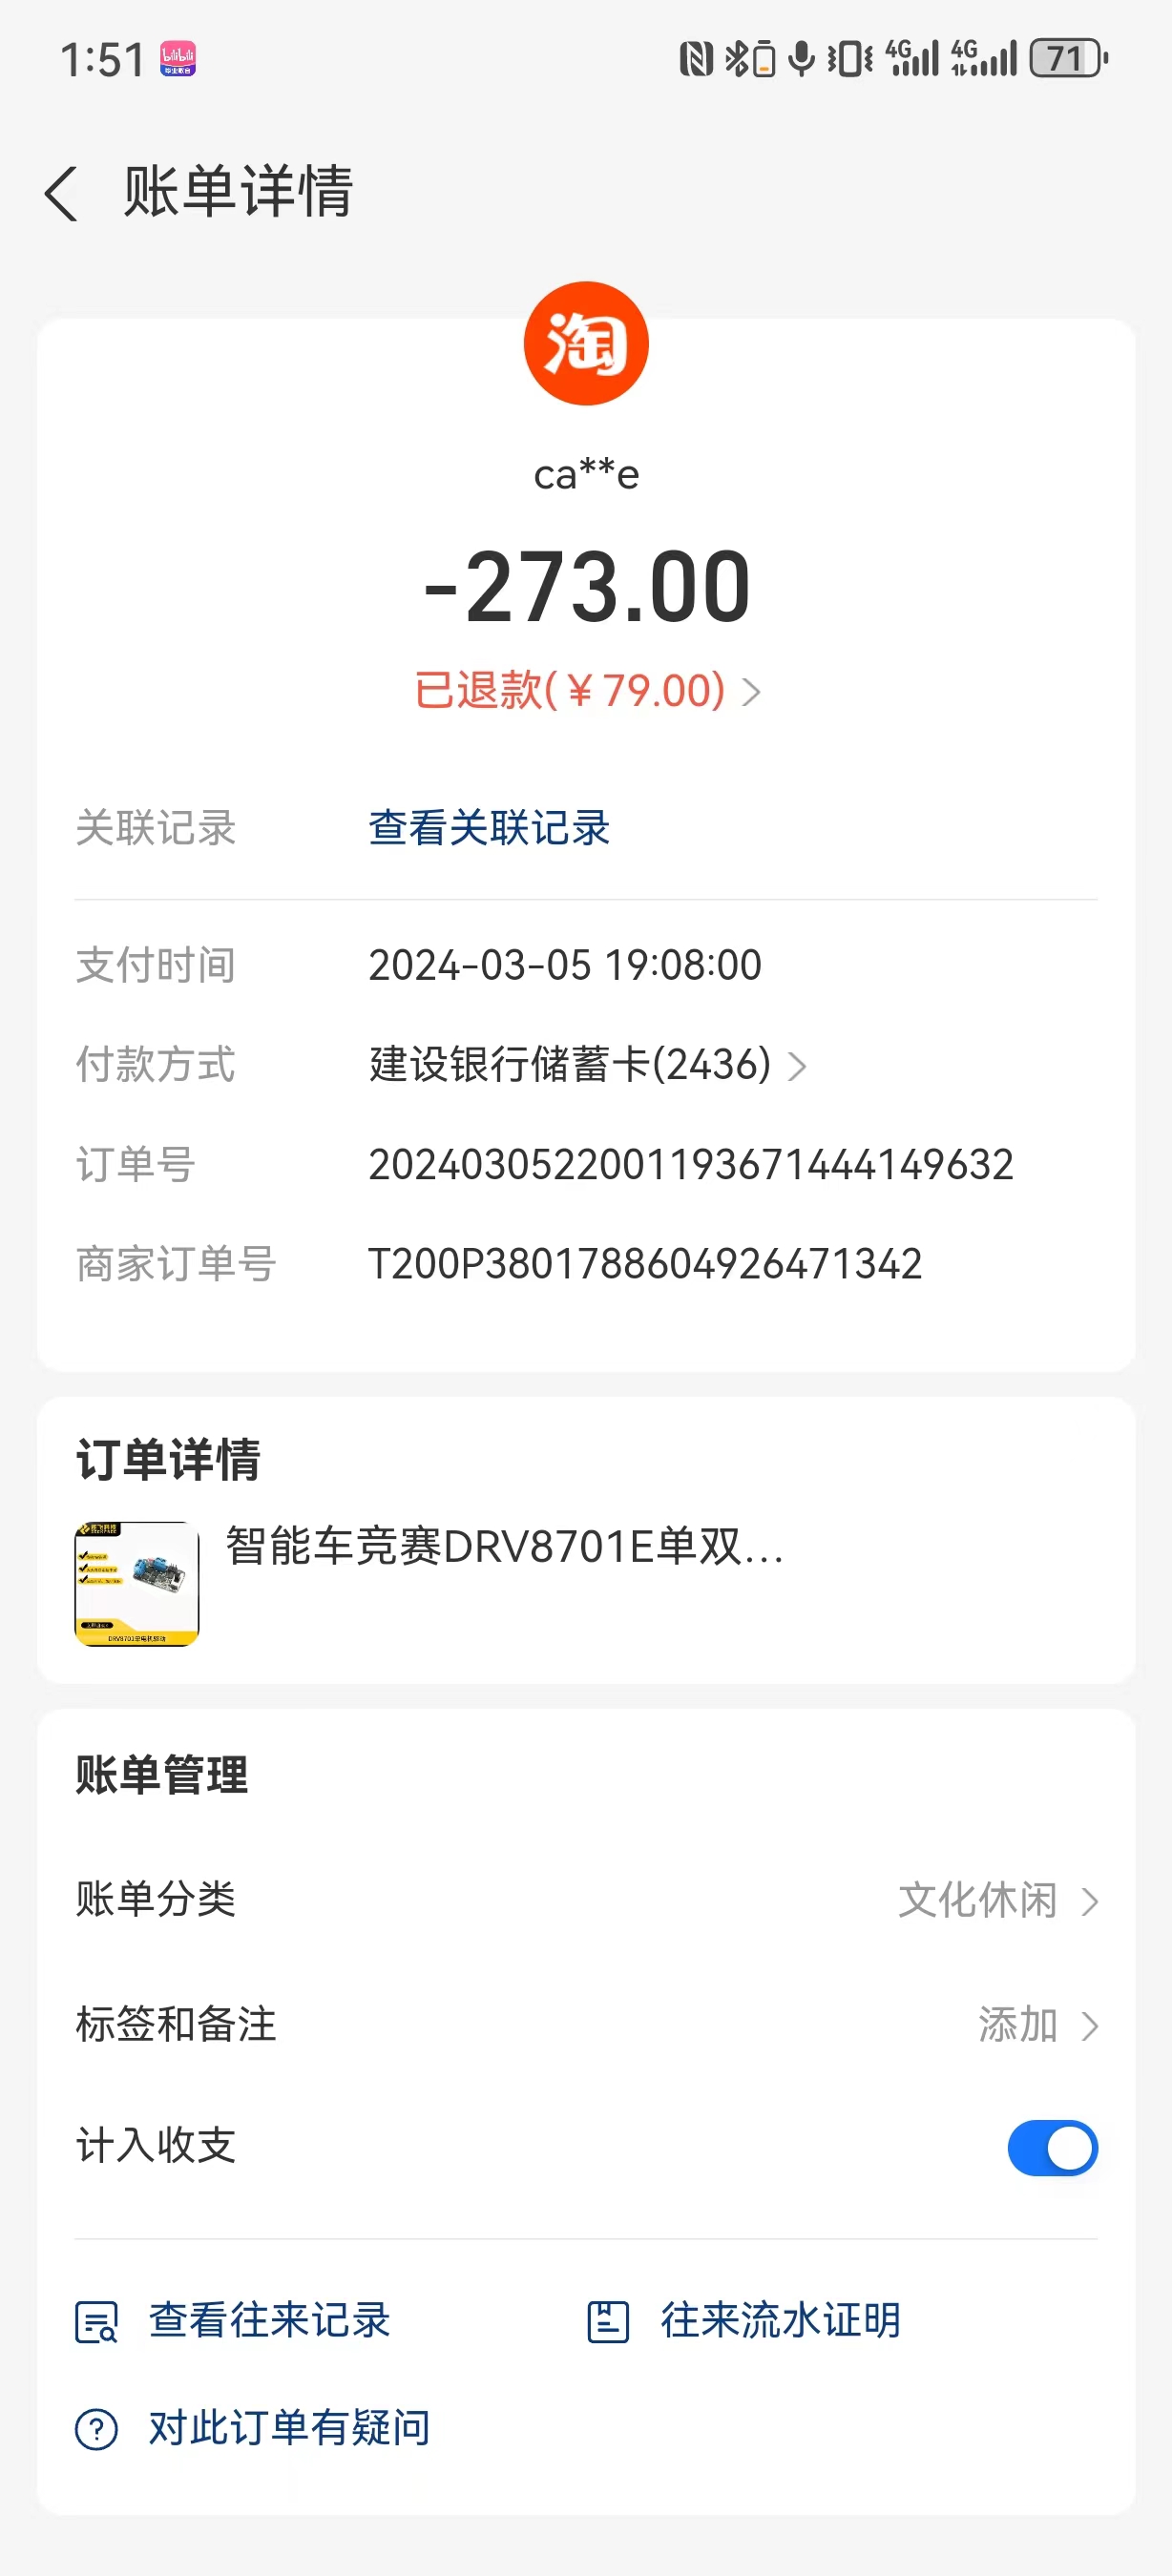 1:51
4G
4G
71
账单详情
淘
ca**e
-273.00
已退款(￥79.00)
关联记录 查看关联记录
支付时间 2024-03-05 19:08:00
付款方式 建设银行储蓄卡(2436)
订单号 20240305220011936714441​49632
商家订单号 T200P3801788604926471342
订单详情
智能车竞赛DRV8701E单双...
账单管理
账单分类 文化休闲
标签和备注 添加
计入收支
查看往来记录 往来流水证明
对此订单有疑问